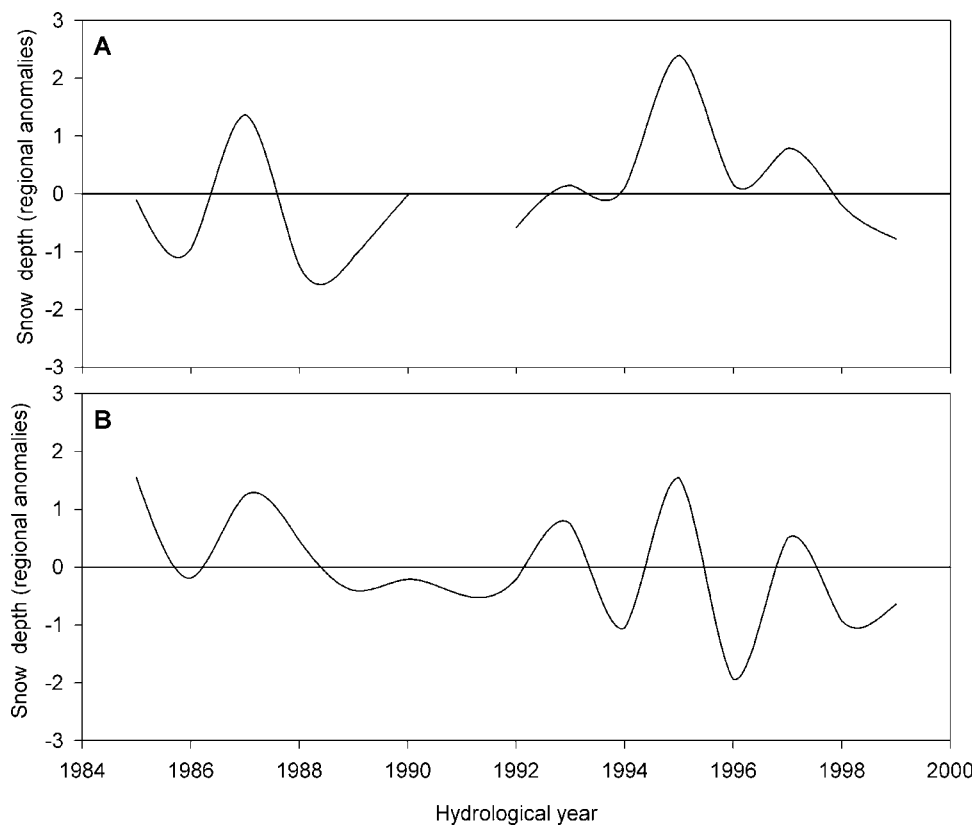 A
Snow depth (regional anomalies)
3
2
1
0
-1
-2
-3
B
Snow depth (regional anomalies)
3
2
1
0
-1
-2
-3
1984 1986 1988 1990 1992 1994 1996 1998 2000
Hydrological year